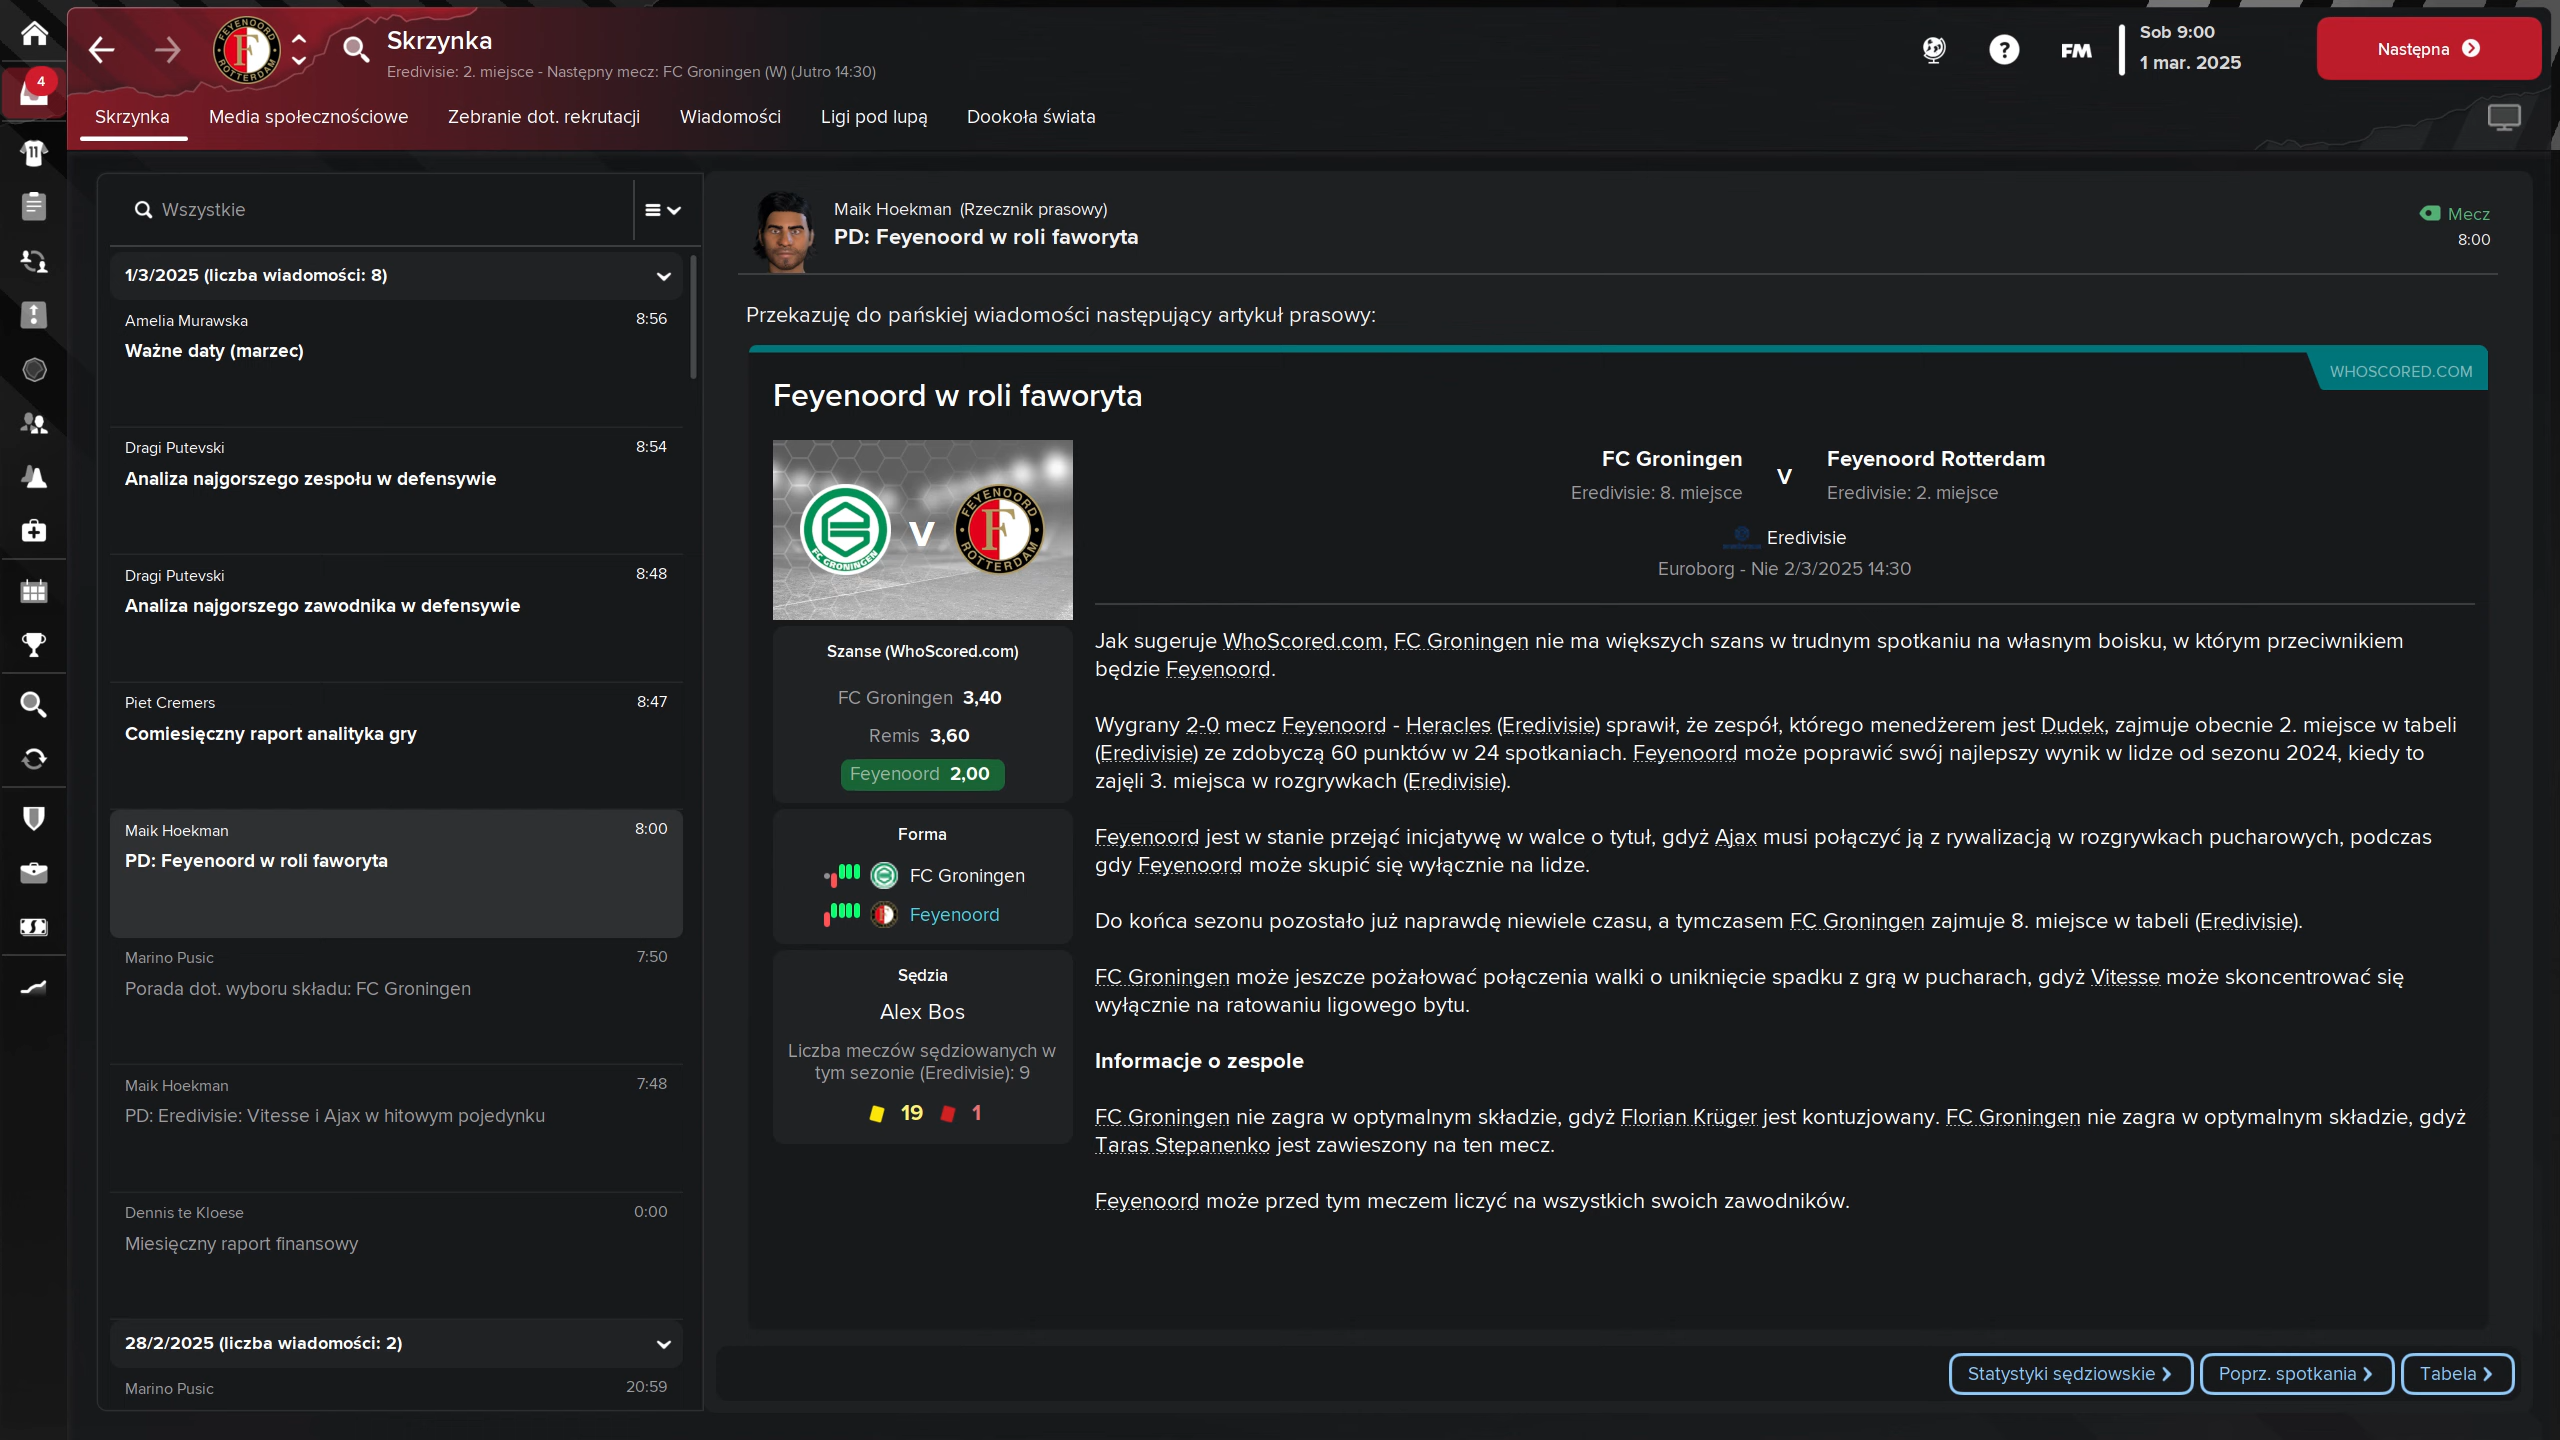 4
Skrzynka
Eredivisie: 2. miejsce - Następny mecz: FC Groningen (W) (Jutro 14:30)
FM
Sob 9:00
1 mar. 2025
Następna
Skrzynka
Media społecznościowe
Zebranie dot. rekrutacji
Wiadomości
Ligi pod lupą
Dookoła świata
11
Wszystkie
1/3/2025 (liczba wiadomości: 8)
Amelia Murawska 8:56
Ważne daty (marzec)
Dragi Putevski 8:54
Analiza najgorszego zespołu w defensywie
Dragi Putevski 8:48
Analiza najgorszego zawodnika w defensywie
Piet Cremers 8:47
Comiesięczny raport analityka gry
Maik Hoekman 8:00
PD: Feyenoord w roli faworyta
Marino Pusic 7:50
Porada dot. wyboru składu: FC Groningen
Maik Hoekman 7:48
PD: Eredivisie: Vitesse i Ajax w hitowym pojedynku
Dennis te Kloese 0:00
Miesięczny raport finansowy
28/2/2025 (liczba wiadomości: 2)
Marino Pusic 20:59
Maik Hoekman (Rzecznik prasowy)
PD: Feyenoord w roli faworyta
Mecz
8:00
Przekazuję do pańskiej wiadomości następujący artykuł prasowy:
WHOSCORED.COM
Feyenoord w roli faworyta
FC GRONINGEN
v
FEYENOORD
F
ROTTERDAM
FC Groningen v Feyenoord Rotterdam
Eredivisie: 8. miejsce Eredivisie: 2. miejsce
Eredivisie
Euroborg - Nie 2/3/2025 14:30
Szanse (WhoScored.com)
FC Groningen 3,40
Remis 3,60
Feyenoord 2,00
Forma
FC Groningen
Feyenoord
Sędzia
Alex Bos
Liczba meczów sędziowanych w
tym sezonie (Eredivisie): 9
19 1
Jak sugeruje WhoScored.com, FC Groningen nie ma większych szans w trudnym spotkaniu na własnym boisku, w którym przeciwnikiem
będzie Feyenoord.
Wygrany 2-0 mecz Feyenoord - Heracles (Eredivisie) sprawił, że zespół, którego menedżerem jest Dudek, zajmuje obecnie 2. miejsce w tabeli
(Eredivisie) ze zdobyczą 60 punktów w 24 spotkaniach. Feyenoord może poprawić swój najlepszy wynik w lidze od sezonu 2024, kiedy to
zajęli 3. miejsca w rozgrywkach (Eredivisie).
Feyenoord jest w stanie przejąć inicjatywę w walce o tytuł, gdyż Ajax musi połączyć ją z rywalizacją w rozgrywkach pucharowych, podczas
gdy Feyenoord może skupić się wyłącznie na lidze.
Do końca sezonu pozostało już naprawdę niewiele czasu, a tymczasem FC Groningen zajmuje 8. miejsce w tabeli (Eredivisie).
FC Groningen może jeszcze pożałować połączenia walki o uniknięcie spadku z grą w pucharach, gdyż Vitesse może skoncentrować się
wyłącznie na ratowaniu ligowego bytu.
Informacje o zespole
FC Groningen nie zagra w optymalnym składzie, gdyż Florian Krüger jest kontuzjowany. FC Groningen nie zagra w optymalnym składzie, gdyż
Taras Stepanenko jest zawieszony na ten mecz.
Feyenoord może przed tym meczem liczyć na wszystkich swoich zawodników.
Statystyki sędziowskie
Poprz. spotkania
Tabela